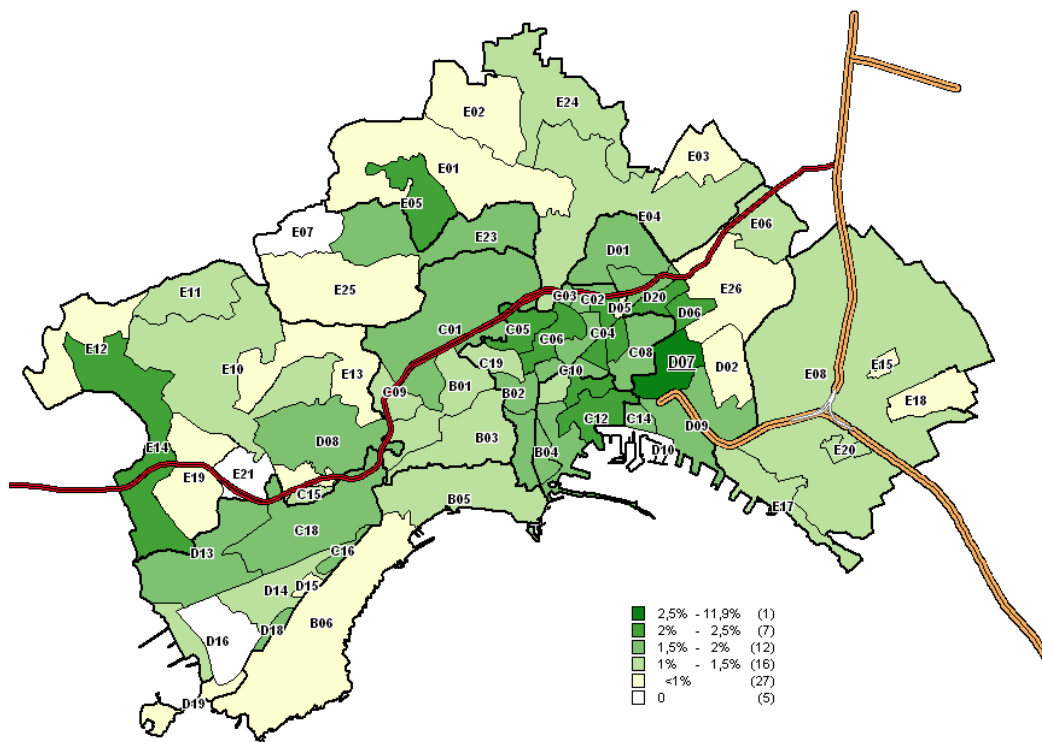 E24
E02
E03
E01
E05
E04
E06
E07
E23
D01
E25
E26
E11
C03
C02
D20
D05
D06
C01
C05
C04
C06
E12
C08
D07
D02
E10
E13
C19
C10
E08
E15
B01
C09
B02
E18
C12
C14
D09
D08
B03
D10
E14
B04
E20
E19
E21
C15
B05
E17
C18
D13
C16
D14
D15
B06
D18
D16
D19
2,5% - 11,9% (1)
2% - 2,5% (7)
1,5% - 2% (12)
1% - 1,5% (16)
<1% (27)
0 (5)